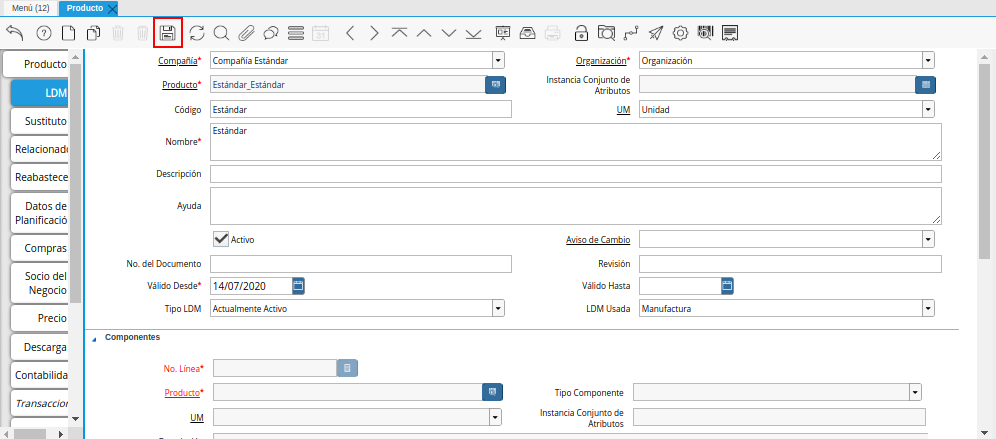 Menú (12)
Producto
Producto
LDM
Sustituto
Relacionado
Reabastece
Datos de
Planificació
Compras
Socio del
Negocio
Precio
Descarga
Contabilida
Transaccion
Compañía* Compañía Estándar Organización* Organización
Producto* Estándar_Estándar Instancia Conjunto de
Atributos
Código Estándar UM Unidad
Nombre* Estándar
Descripción
Ayuda
Activo Aviso de Cambio
No. del Documento Revisión
Válido Desde* 14/07/2020 Válido Hasta
Tipo LDM Actualmente Activo LDM Usada Manufactura
Componentes
No. Línea*
Producto* Tipo Componente
UM Instancia Conjunto de
Atributos